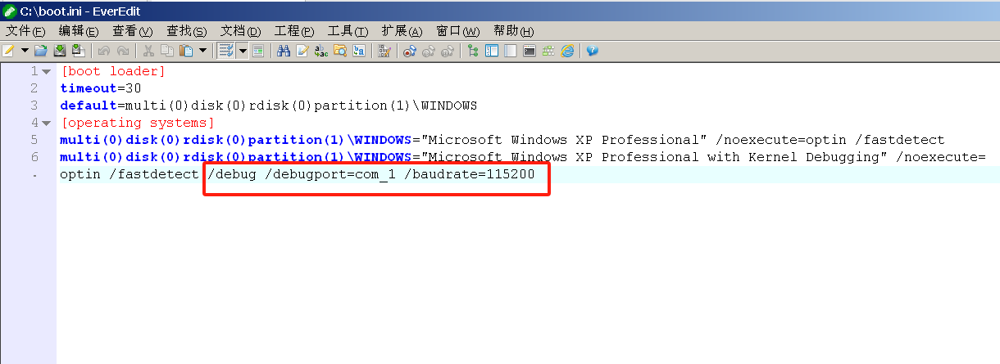 C:\boot.ini - EverEdit
文件(F) 编辑(E) 查看(V) 查找(S) 文档(D) 工程(P) 工具(T) 扩展(A) 窗口(W) 帮助(H)
1 [boot loader]
2 timeout=30
3 default=multi(0)disk(0)rdisk(0)partition(1)\WINDOWS
4 [operating systems]
5 multi(0)disk(0)rdisk(0)partition(1)\WINDOWS="Microsoft Windows XP Professional" /noexecute=optin /fastdetect
6 multi(0)disk(0)rdisk(0)partition(1)\WINDOWS="Microsoft Windows XP Professional with Kernel Debugging" /noexecute=
optin /fastdetect /debug /debugport=com_1 /baudrate=115200